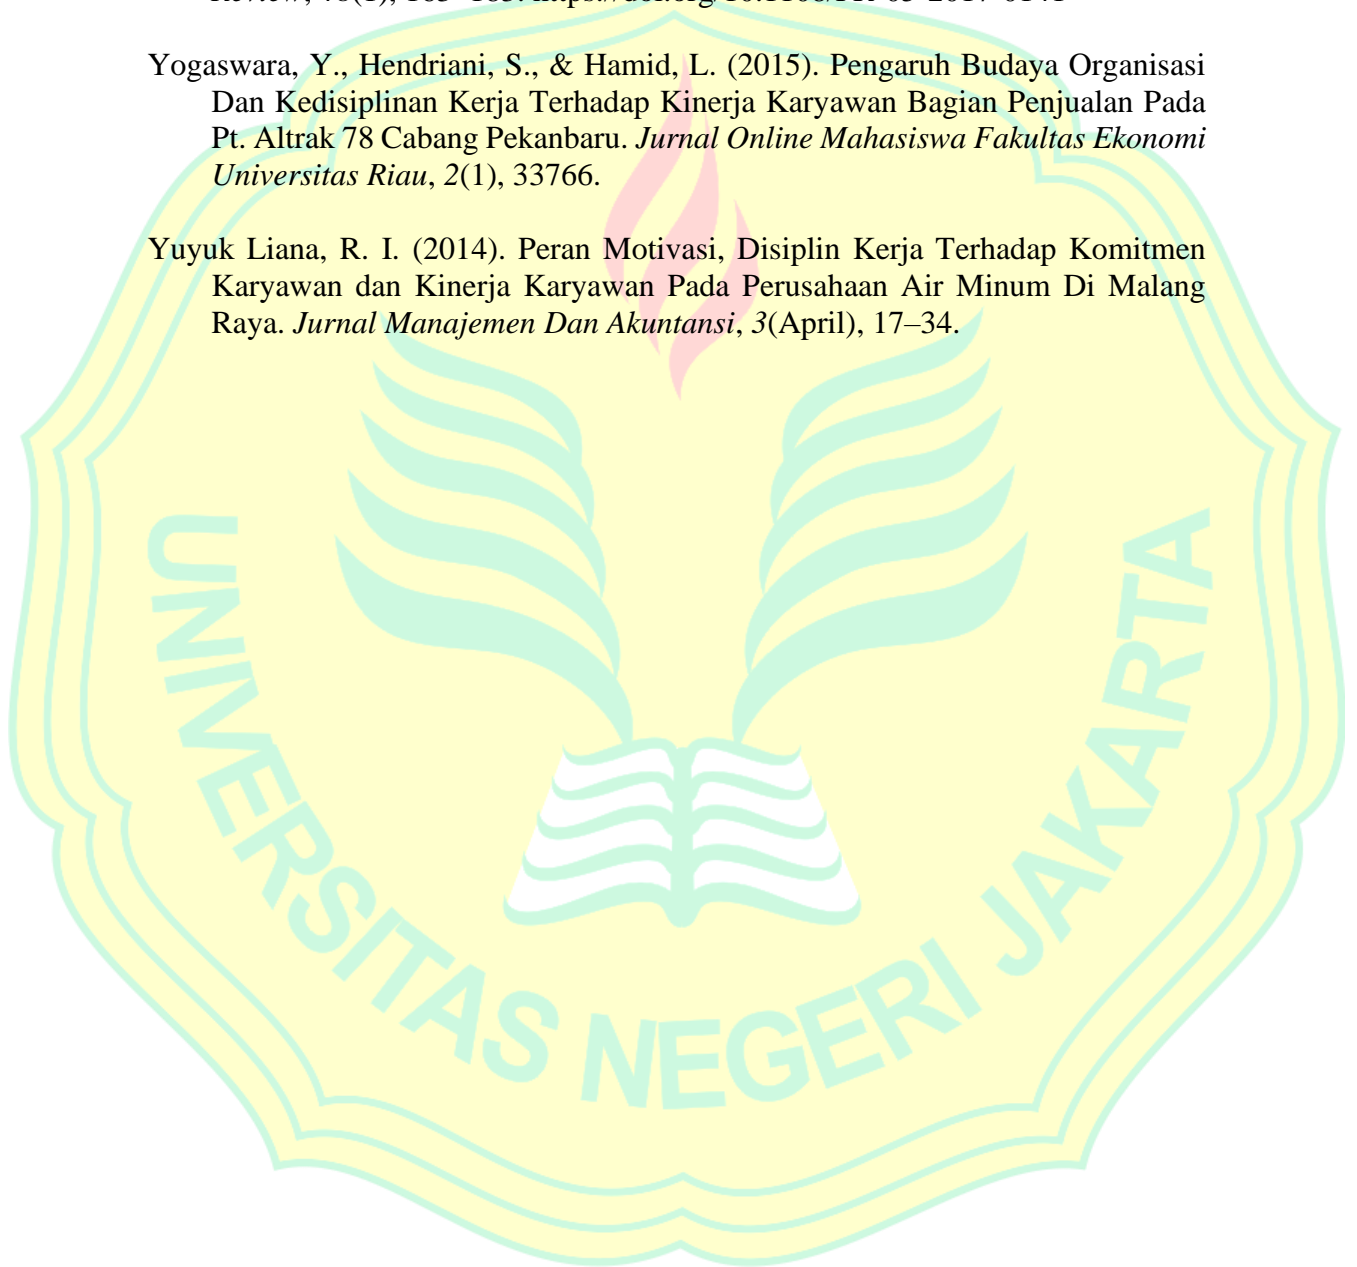 Yogaswara, Y., Hendriani, S., & Hamid, L. (2015). Pengaruh Budaya Organisasi
Dan Kedisiplinan Kerja Terhadap Kinerja Karyawan Bagian Penjualan Pada
Pt. Altrak 78 Cabang Pekanbaru. Jurnal Online Mahasiswa Fakultas Ekonomi
Universitas Riau, 2(1), 33766.
Yuyuk Liana, R. I. (2014). Peran Motivasi, Disiplin Kerja Terhadap Komitmen
Karyawan dan Kinerja Karyawan Pada Perusahaan Air Minum Di Malang
Raya. Jurnal Manajemen Dan Akuntansi, 3(April), 17–34.
UNIVERSITAS NEGERI JAKARTA